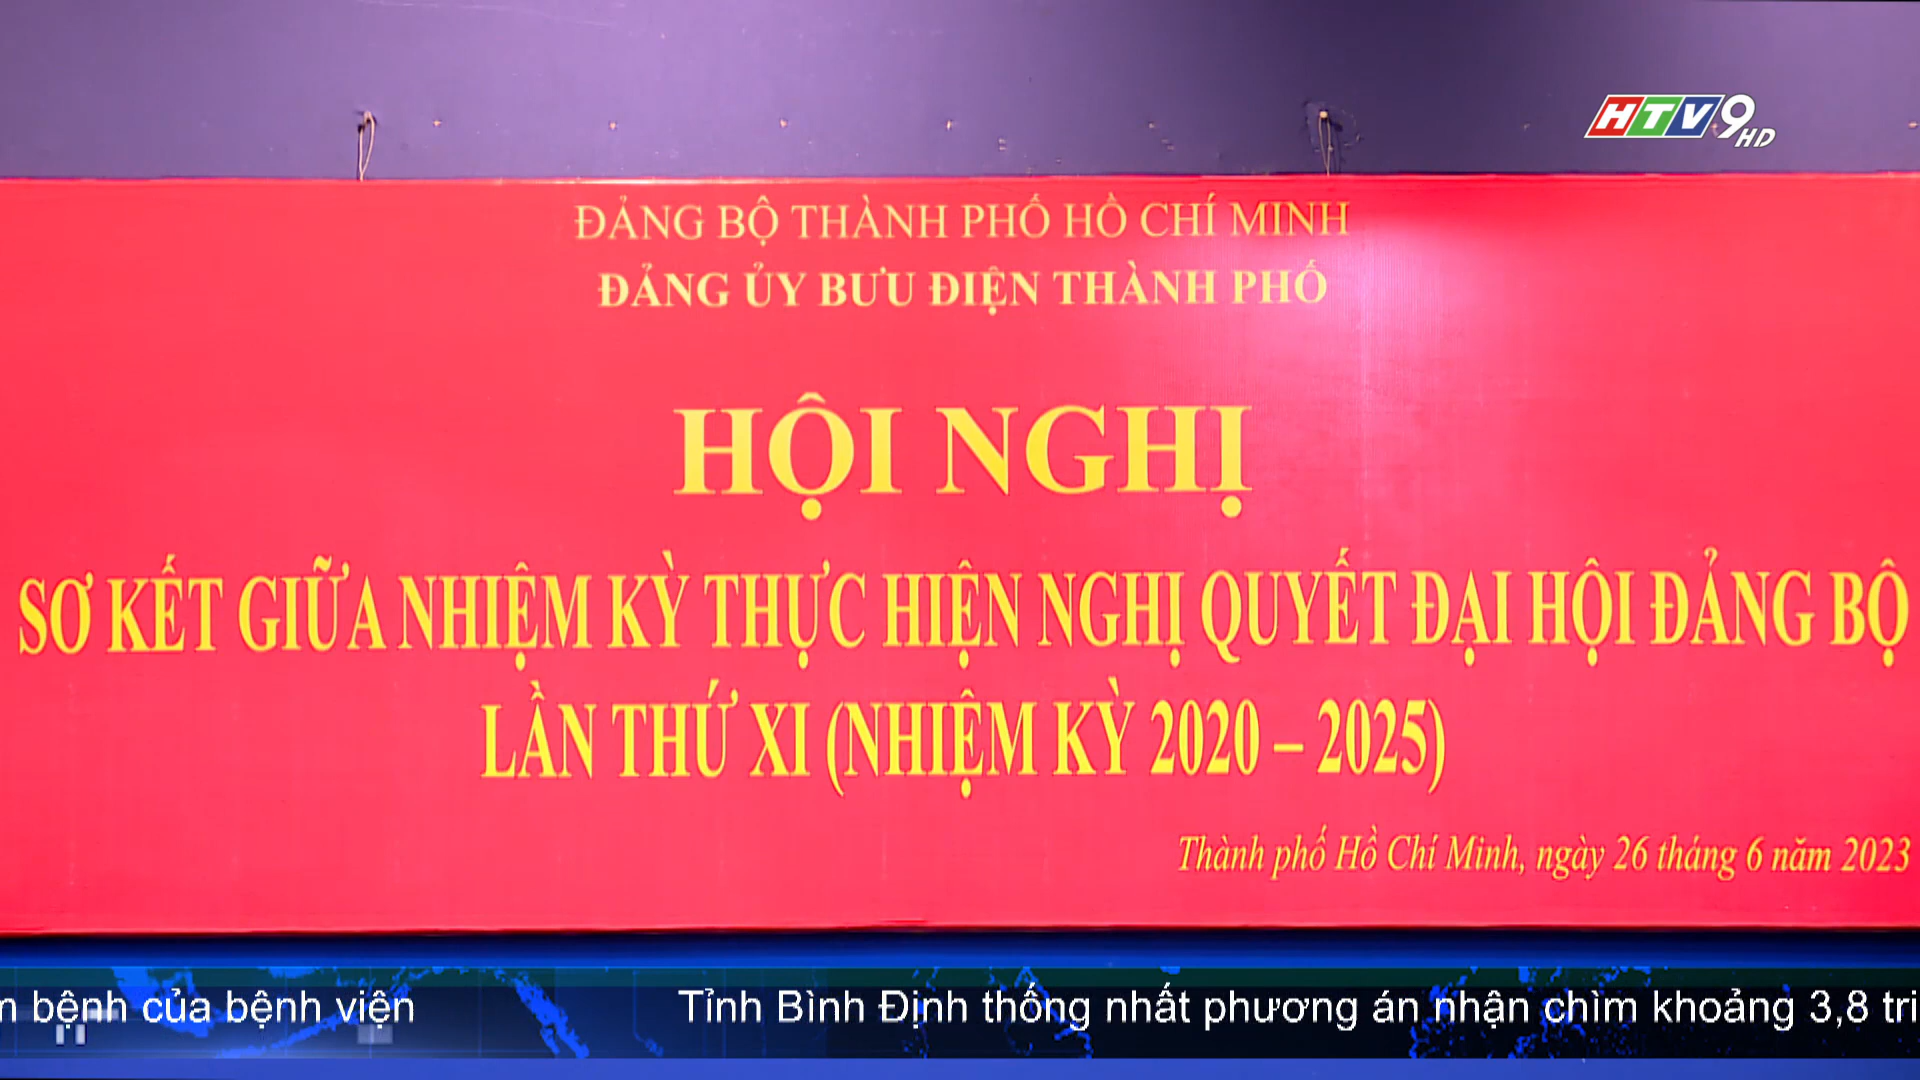 HTV9 HD
ĐẢNG BỘ THÀNH PHỐ HỒ CHÍ MINH
ĐẢNG ỦY BƯU ĐIỆN THÀNH PHỐ
HỘI NGHỊ
SƠ KẾT GIỮA NHIỆM KỲ THỰC HIỆN NGHỊ QUYẾT ĐẠI HỘI ĐẢNG BỘ
LẦN THỨ XI (NHIỆM KỲ 2020 – 2025)
Thành phố Hồ Chí Minh, ngày 26 tháng 6 năm 2023
bệnh của bệnh viện
Tỉnh Bình Định thống nhất phương án nhận chìm khoảng 3,8